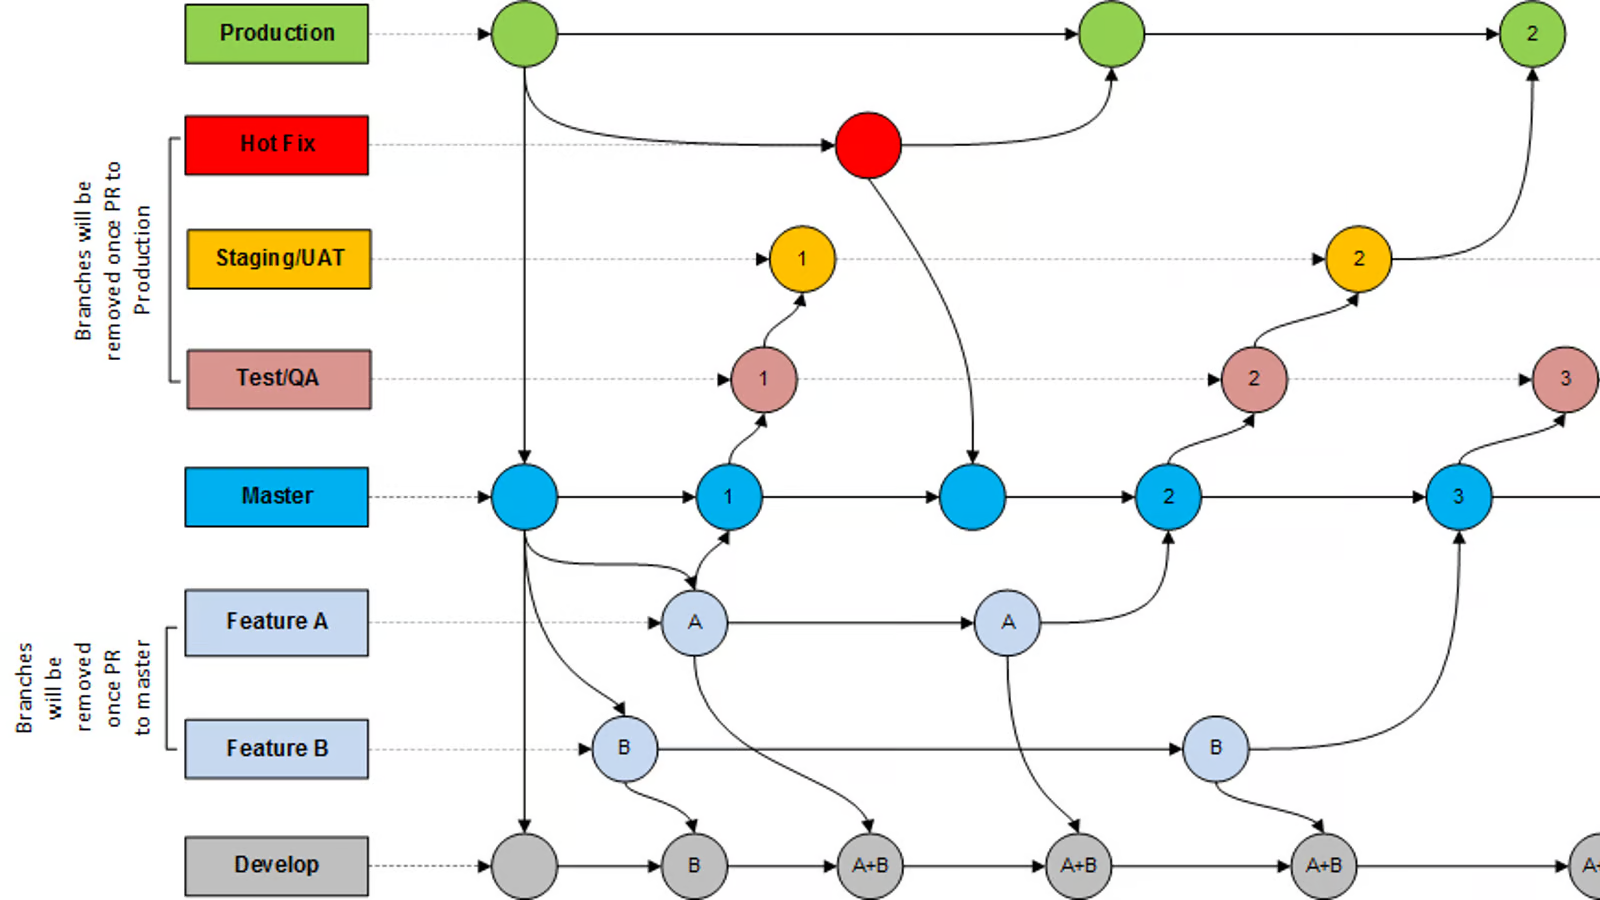 Production
2
Hot Fix
Branches will be
removed once PR to
Production
Staging/UAT
1
2
Test/QA
1
2
3
Master
1
2
3
Feature A
A
A
Branches
will be
removed
once PR
to master
Feature B
B
B
Develop
B
A+B
A+B
A+B
A+